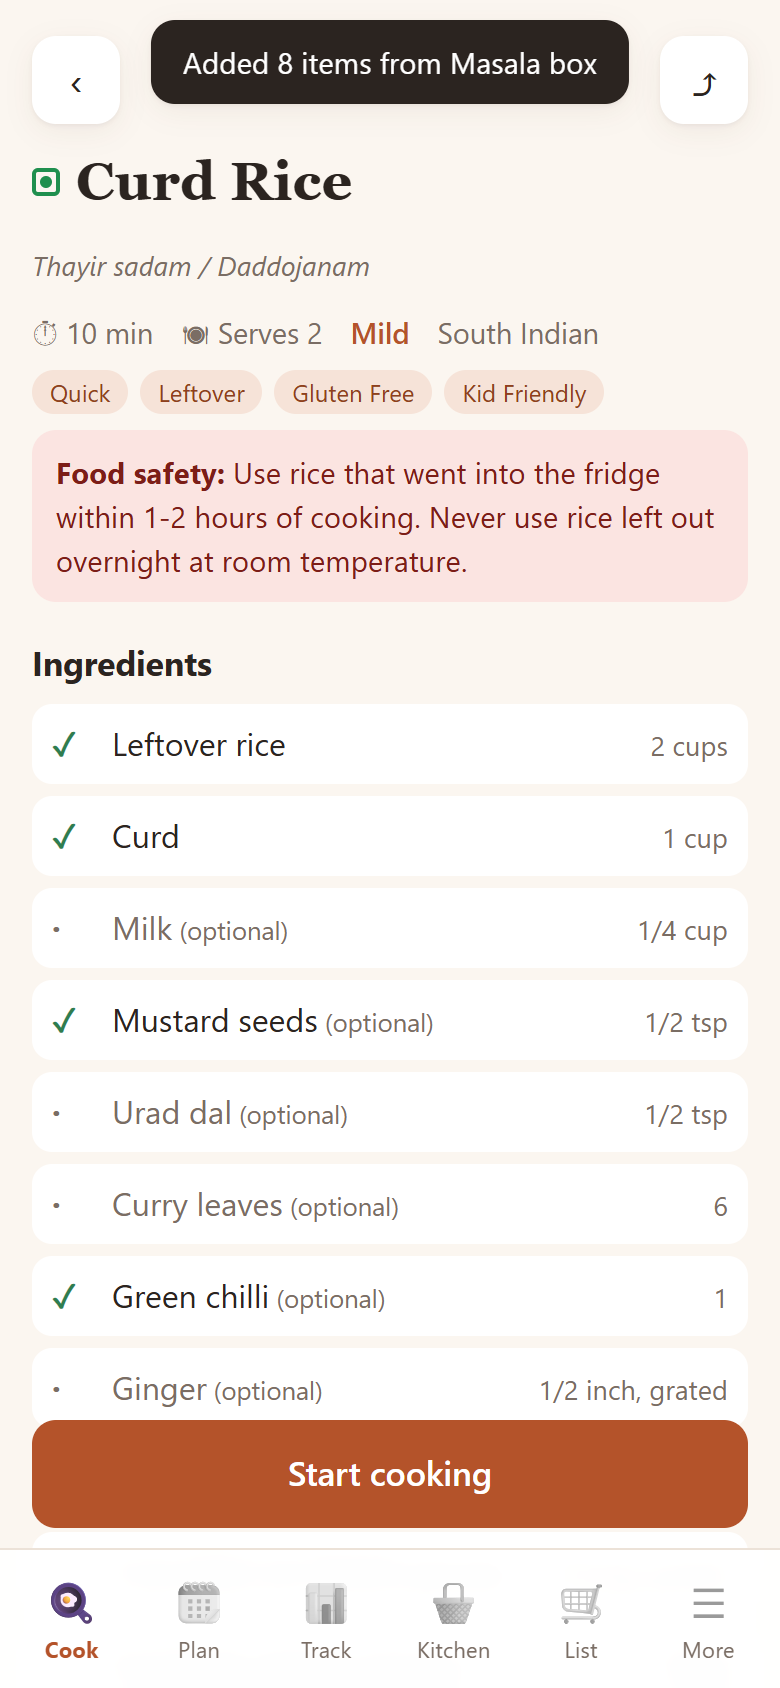 Added 8 items from Masala box
Curd Rice
Thayir sadam / Daddojanam
10 min Serves 2 Mild South Indian
Quick Leftover Gluten Free Kid Friendly
Food safety: Use rice that went into the fridge
within 1-2 hours of cooking. Never use rice left out
overnight at room temperature.
Ingredients
✓ Leftover rice 2 cups
✓ Curd 1 cup
· Milk (optional) 1/4 cup
✓ Mustard seeds (optional) 1/2 tsp
· Urad dal (optional) 1/2 tsp
· Curry leaves (optional) 6
✓ Green chilli (optional) 1
· Ginger (optional) 1/2 inch, grated
Start cooking
Cook Plan Track Kitchen List More